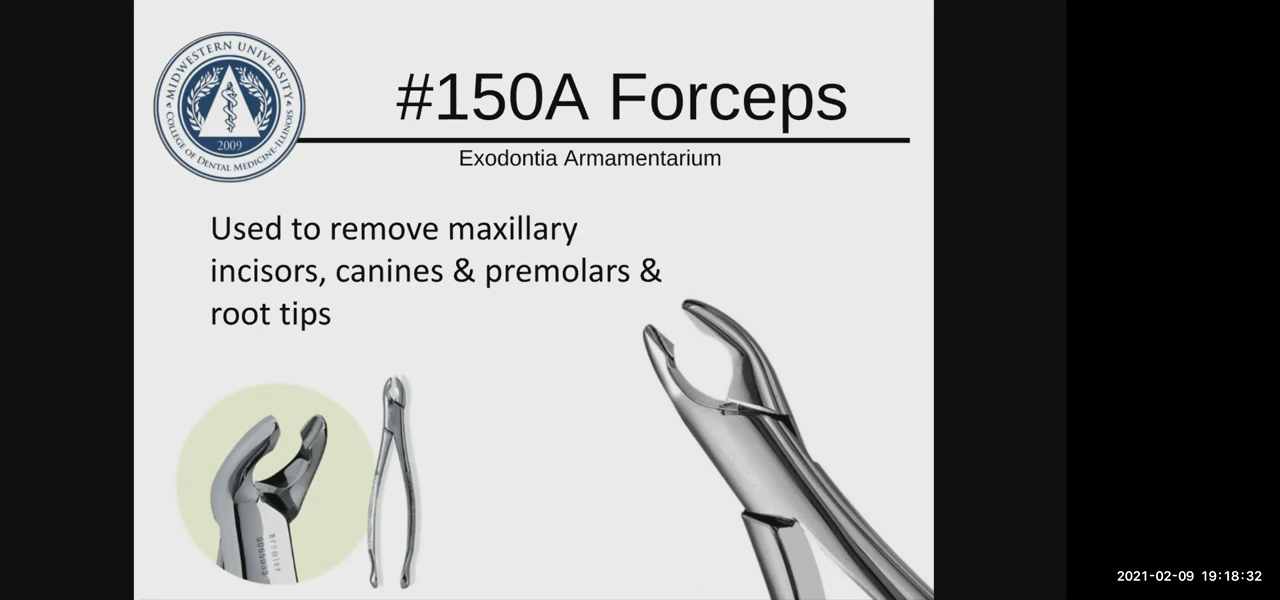 MIDWESTERN UNIVERSITY
COLLEGE OF DENTAL MEDICINE-ILLINOIS
2009
#150A Forceps
Exodontia Armamentarium
Used to remove maxillary
incisors, canines & premolars &
root tips
Premier
2021-02-09 19:18:32